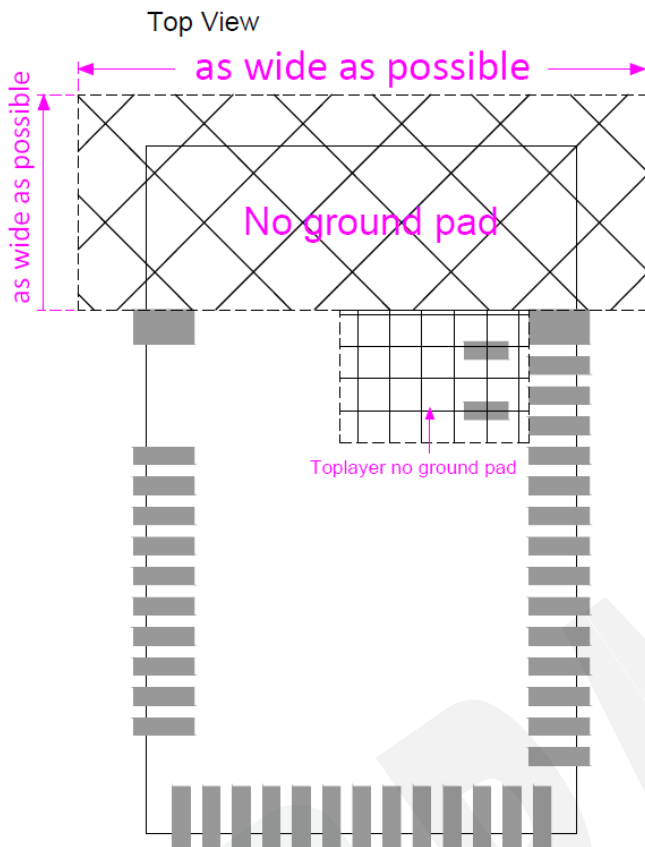 Top View
as wide as possible
as wide as possible
No ground pad
Toplayer no ground pad